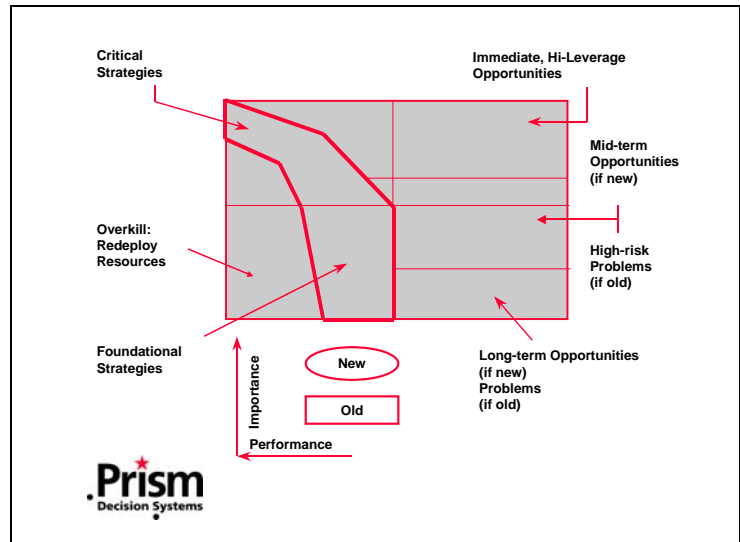 Critical
Strategies
Immediate, Hi-Leverage
Opportunities
Mid-term
Opportunities
(if new)
Overkill:
Redeploy
Resources
High-risk
Problems
(if old)
Foundational
Strategies
Long-term Opportunities
(if new)
Problems
(if old)
New
Old
Importance
Performance
Prism
Decision Systems